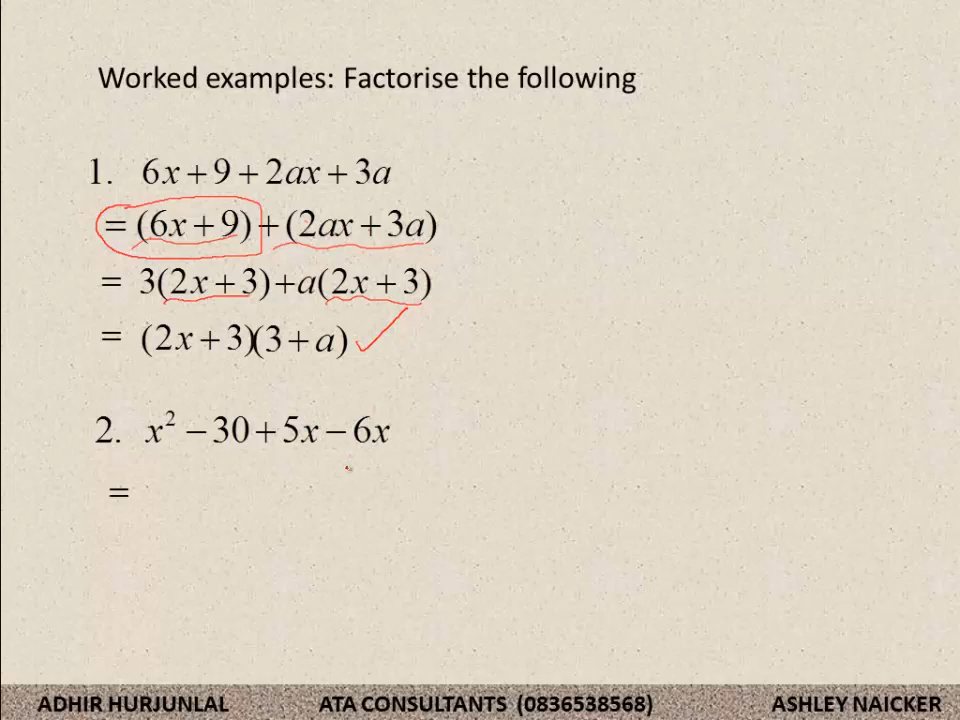 Worked examples: Factorise the following
1. 6x + 9 + 2ax + 3a
= (6x + 9) + (2ax + 3a)
= 3(2x + 3) + a(2x + 3)
= (2x + 3)(3 + a)
2. x² − 30 + 5x − 6x
=
ADHIR HURJUNLAL ATA CONSULTANTS (0836538568) ASHLEY NAICKER